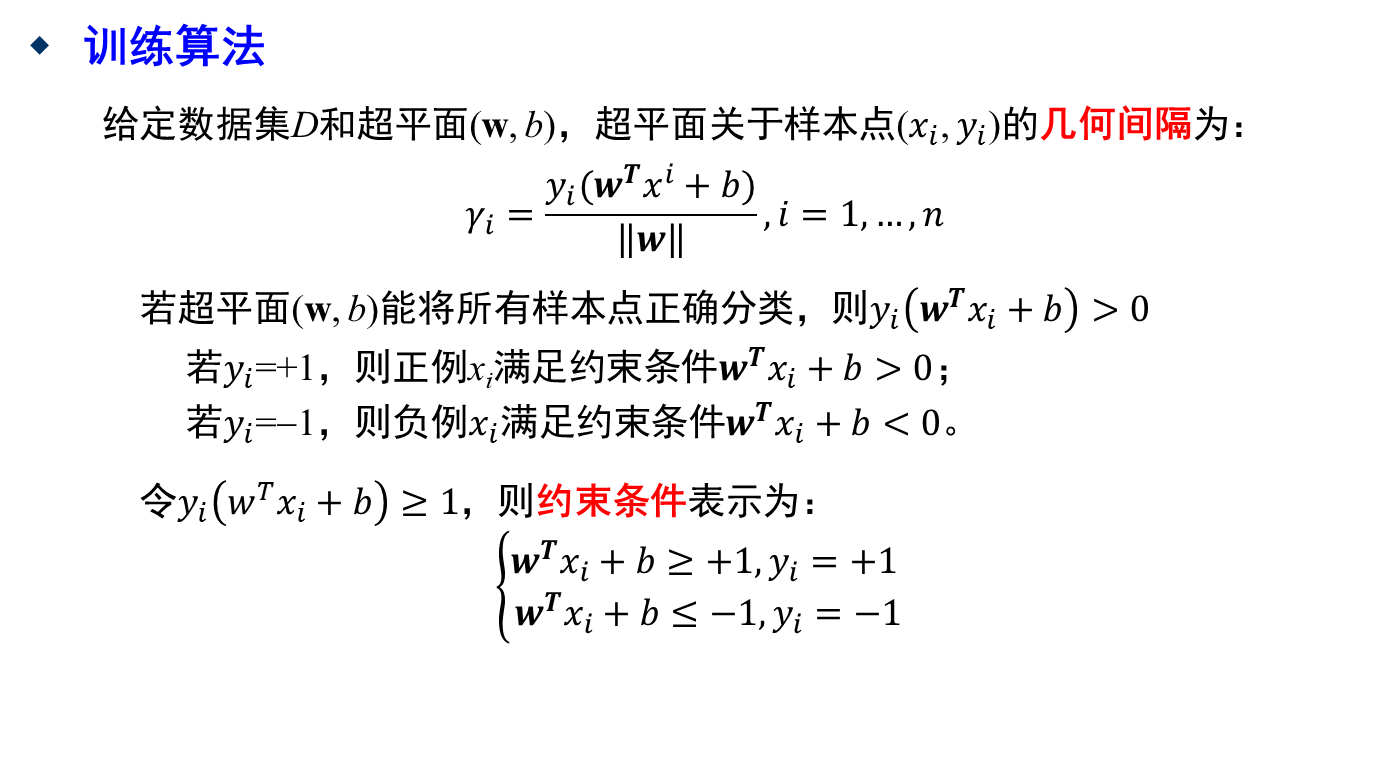 ◆ 训练算法
给定数据集D和超平面(w, b)，超平面关于样本点(xᵢ, yᵢ)的几何间隔为：
γᵢ = yᵢ(wᵀxⁱ + b) / ‖w‖ , i = 1, … , n
若超平面(w, b)能将所有样本点正确分类，则yᵢ(wᵀxᵢ + b) > 0
若yᵢ=+1，则正例xᵢ满足约束条件wᵀxᵢ + b > 0；
若yᵢ=–1，则负例xᵢ满足约束条件wᵀxᵢ + b < 0。
令yᵢ(wᵀxᵢ + b) ≥ 1，则约束条件表示为：
{ wᵀxᵢ + b ≥ +1, yᵢ = +1
wᵀxᵢ + b ≤ −1, yᵢ = −1